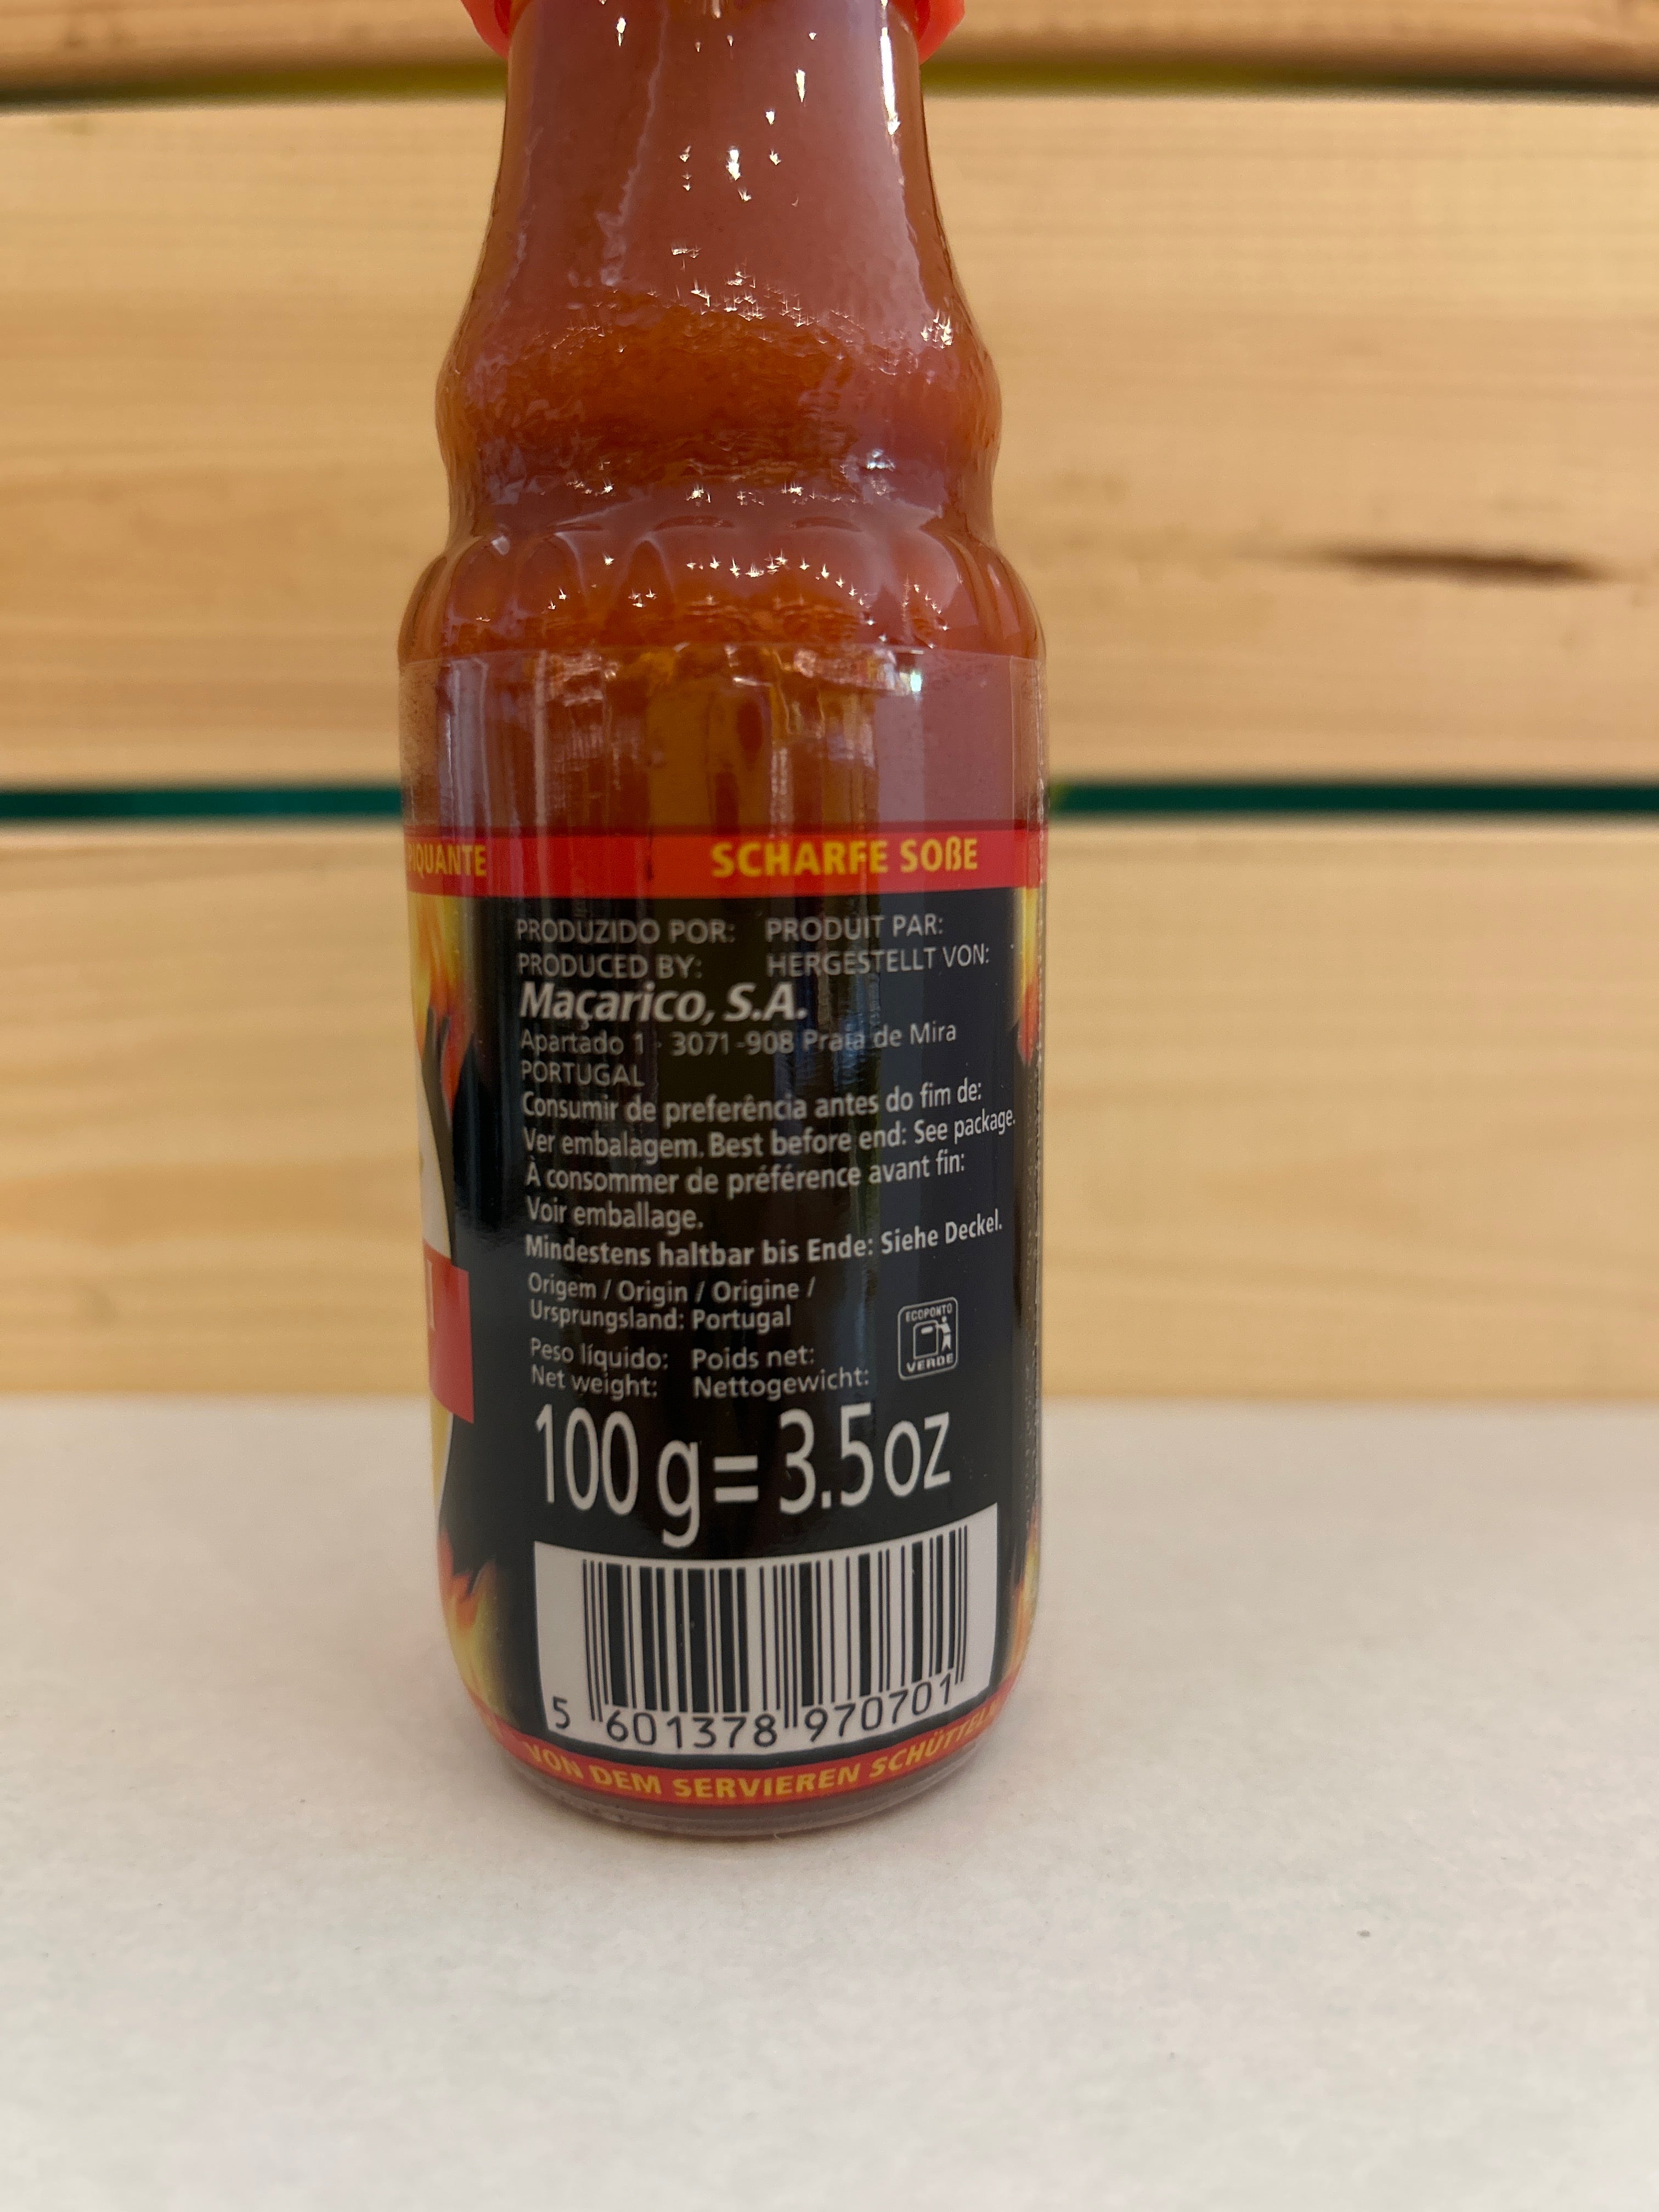 PIQUANTE
SCHARFE SOßE
PRODUZIDO POR: PRODUIT PAR:
PRODUCED BY: HERGESTELLT VON:
Maçarico, S.A.
Apartado 1 · 3071-908 Praia de Mira
PORTUGAL
Consumir de preferência antes do fim de:
Ver embalagem. Best before end: See package.
À consommer de préférence avant fin:
Voir emballage.
Mindestens haltbar bis Ende: Siehe Deckel.
Origem / Origin / Origine /
Ursprungsland: Portugal
ECOPONTO
VERDE
Peso líquido: Poids net:
Net weight: Nettogewicht:
100 g = 3.5 oz
5 601378 970701
VON DEM SERVIEREN SCHÜTTEL